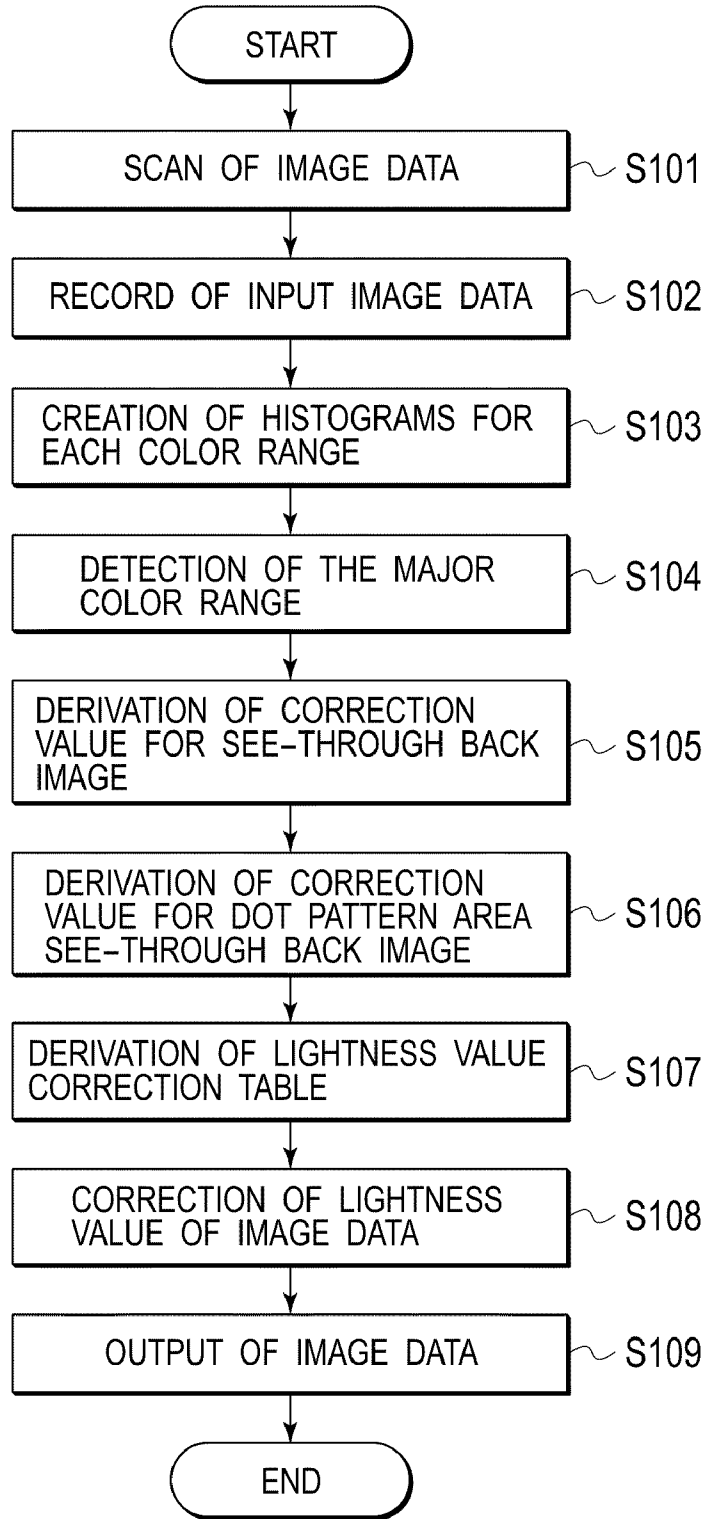 START
SCAN OF IMAGE DATA
S101
RECORD OF INPUT IMAGE DATA
S102
CREATION OF HISTOGRAMS FOR
EACH COLOR RANGE
S103
DETECTION OF THE MAJOR
COLOR RANGE
S104
DERIVATION OF CORRECTION
VALUE FOR SEE-THROUGH BACK
IMAGE
S105
DERIVATION OF CORRECTION
VALUE FOR DOT PATTERN AREA
SEE-THROUGH BACK IMAGE
S106
DERIVATION OF LIGHTNESS VALUE
CORRECTION TABLE
S107
CORRECTION OF LIGHTNESS
VALUE OF IMAGE DATA
S108
OUTPUT OF IMAGE DATA
S109
END